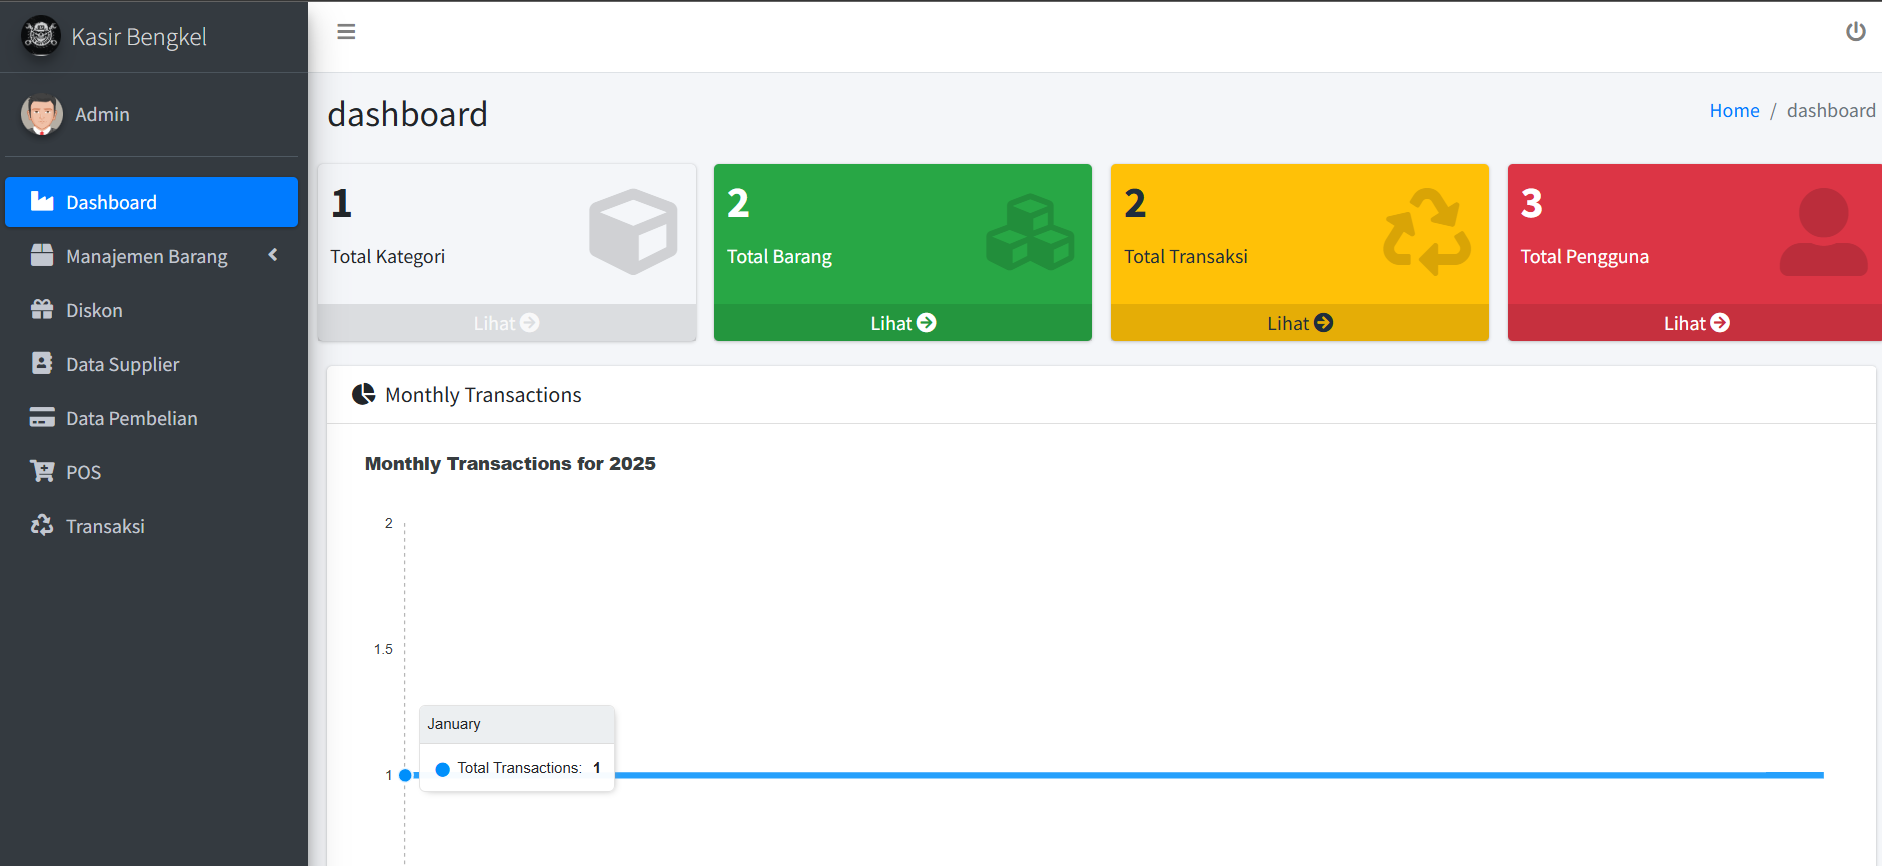 Kasir Bengkel
Admin
Dashboard
Manajemen Barang
Diskon
Data Supplier
Data Pembelian
POS
Transaksi
dashboard
Home / dashboard
1
Total Kategori
Lihat
2
Total Barang
Lihat
2
Total Transaksi
Lihat
3
Total Pengguna
Lihat
Monthly Transactions
Monthly Transactions for 2025
2
1.5
1
January
Total Transactions: 1